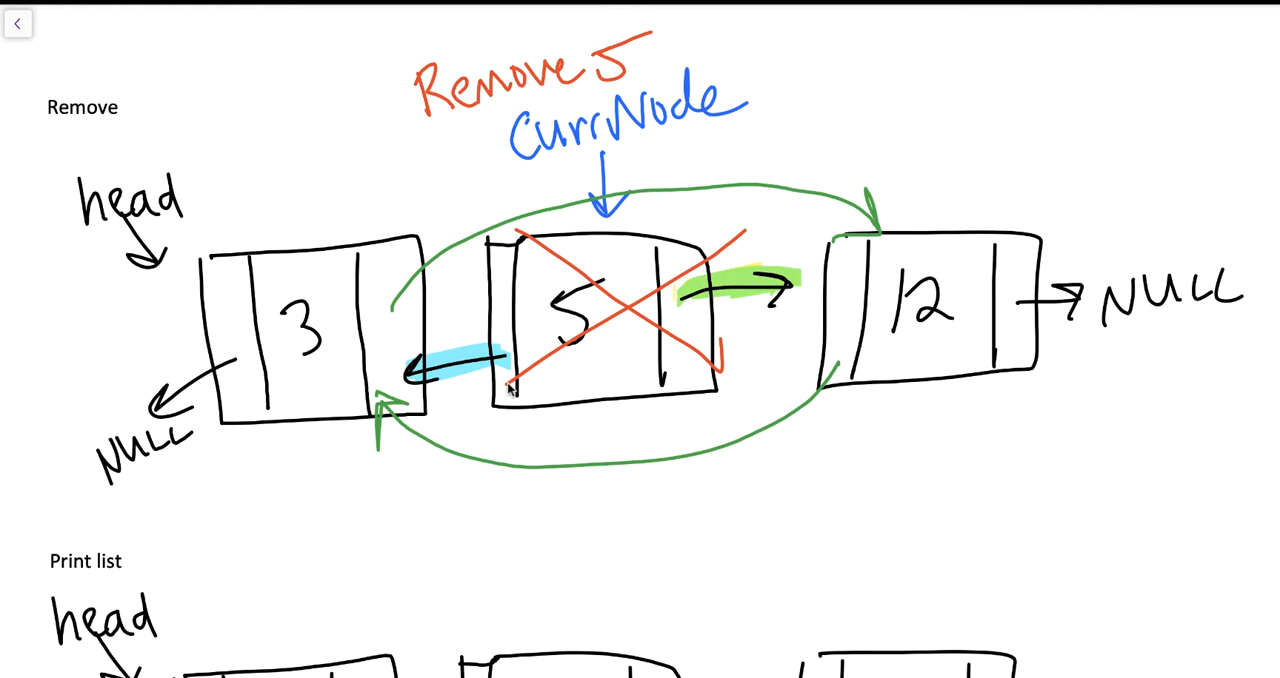 Remove 5
Remove
CurrNode
head
3
5
12
NULL
NULL
Print list
head